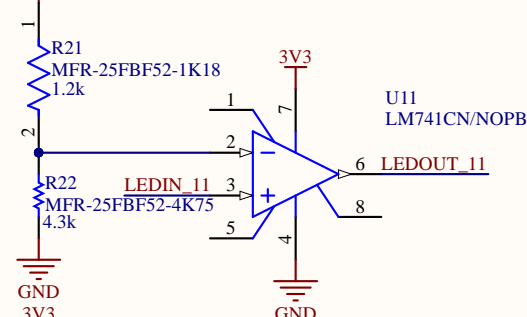 1
R21
MFR-25FBF52-1K18
1.2k
2
R22
MFR-25FBF52-4K75
4.3k
GND
3V3
LEDIN_11
3V3
7
1
2
3
5
4
GND
6
LEDOUT_11
8
U11
LM741CN/NOPB